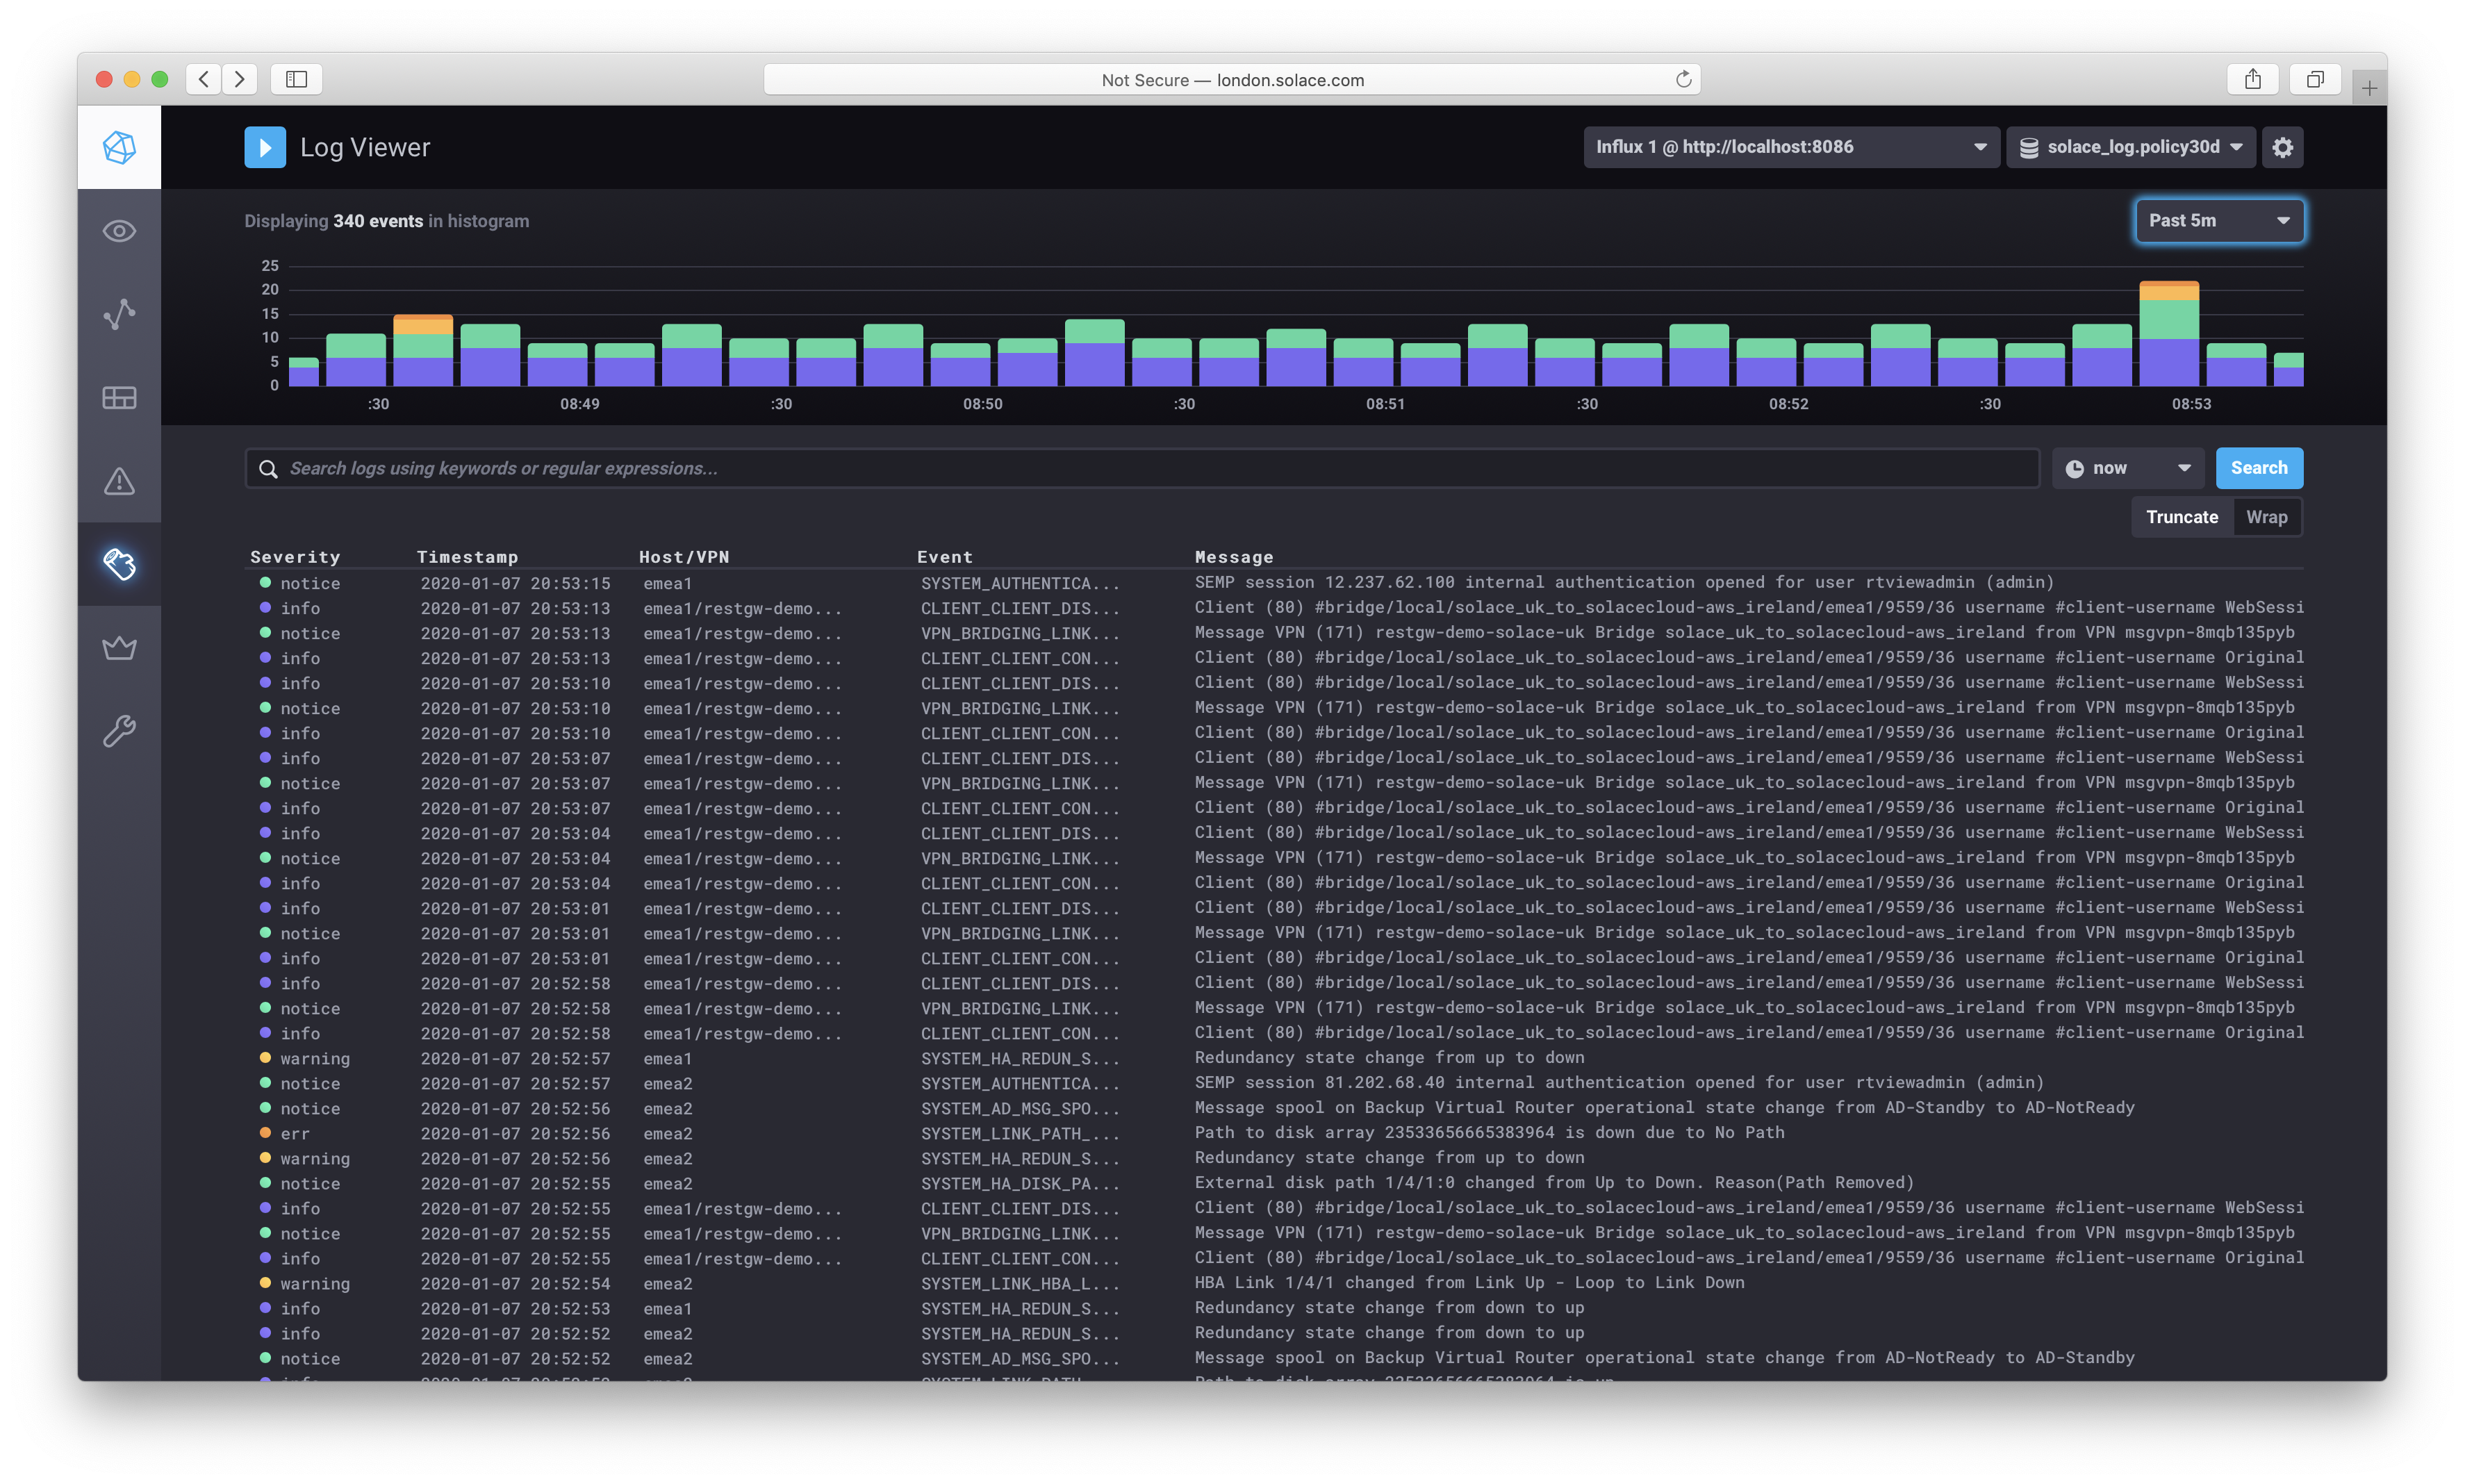 Not Secure — london.solace.com
Log Viewer
Influx 1 @ http://localhost:8086
solace_log.policy30d
Displaying 340 events in histogram
Past 5m
25
20
15
10
5
0
:30 08:49 :30 08:50 :30 08:51 :30 08:52 :30 08:53
Search logs using keywords or regular expressions...
now
Search
Truncate Wrap
Severity Timestamp Host/VPN Event Message
notice 2020-01-07 20:53:15 emea1 SYSTEM_AUTHENTICA... SEMP session 12.237.62.100 internal authentication opened for user rtviewadmin (admin)
info 2020-01-07 20:53:13 emea1/restgw-demo... CLIENT_CLIENT_DIS... Client (80) #bridge/local/solace_uk_to_solacecloud-aws_ireland/emea1/9559/36 username #client-username WebSessi
notice 2020-01-07 20:53:13 emea1/restgw-demo... VPN_BRIDGING_LINK... Message VPN (171) restgw-demo-solace-uk Bridge solace_uk_to_solacecloud-aws_ireland from VPN msgvpn-8mqb135pyb
info 2020-01-07 20:53:13 emea1/restgw-demo... CLIENT_CLIENT_CON... Client (80) #bridge/local/solace_uk_to_solacecloud-aws_ireland/emea1/9559/36 username #client-username Original
info 2020-01-07 20:53:10 emea1/restgw-demo... CLIENT_CLIENT_DIS... Client (80) #bridge/local/solace_uk_to_solacecloud-aws_ireland/emea1/9559/36 username #client-username WebSessi
notice 2020-01-07 20:53:10 emea1/restgw-demo... VPN_BRIDGING_LINK... Message VPN (171) restgw-demo-solace-uk Bridge solace_uk_to_solacecloud-aws_ireland from VPN msgvpn-8mqb135pyb
info 2020-01-07 20:53:10 emea1/restgw-demo... CLIENT_CLIENT_CON... Client (80) #bridge/local/solace_uk_to_solacecloud-aws_ireland/emea1/9559/36 username #client-username Original
info 2020-01-07 20:53:07 emea1/restgw-demo... CLIENT_CLIENT_DIS... Client (80) #bridge/local/solace_uk_to_solacecloud-aws_ireland/emea1/9559/36 username #client-username WebSessi
notice 2020-01-07 20:53:07 emea1/restgw-demo... VPN_BRIDGING_LINK... Message VPN (171) restgw-demo-solace-uk Bridge solace_uk_to_solacecloud-aws_ireland from VPN msgvpn-8mqb135pyb
info 2020-01-07 20:53:07 emea1/restgw-demo... CLIENT_CLIENT_CON... Client (80) #bridge/local/solace_uk_to_solacecloud-aws_ireland/emea1/9559/36 username #client-username Original
info 2020-01-07 20:53:04 emea1/restgw-demo... CLIENT_CLIENT_DIS... Client (80) #bridge/local/solace_uk_to_solacecloud-aws_ireland/emea1/9559/36 username #client-username WebSessi
notice 2020-01-07 20:53:04 emea1/restgw-demo... VPN_BRIDGING_LINK... Message VPN (171) restgw-demo-solace-uk Bridge solace_uk_to_solacecloud-aws_ireland from VPN msgvpn-8mqb135pyb
info 2020-01-07 20:53:04 emea1/restgw-demo... CLIENT_CLIENT_CON... Client (80) #bridge/local/solace_uk_to_solacecloud-aws_ireland/emea1/9559/36 username #client-username Original
info 2020-01-07 20:53:01 emea1/restgw-demo... CLIENT_CLIENT_DIS... Client (80) #bridge/local/solace_uk_to_solacecloud-aws_ireland/emea1/9559/36 username #client-username WebSessi
notice 2020-01-07 20:53:01 emea1/restgw-demo... VPN_BRIDGING_LINK... Message VPN (171) restgw-demo-solace-uk Bridge solace_uk_to_solacecloud-aws_ireland from VPN msgvpn-8mqb135pyb
info 2020-01-07 20:53:01 emea1/restgw-demo... CLIENT_CLIENT_CON... Client (80) #bridge/local/solace_uk_to_solacecloud-aws_ireland/emea1/9559/36 username #client-username Original
info 2020-01-07 20:52:58 emea1/restgw-demo... CLIENT_CLIENT_DIS... Client (80) #bridge/local/solace_uk_to_solacecloud-aws_ireland/emea1/9559/36 username #client-username WebSessi
notice 2020-01-07 20:52:58 emea1/restgw-demo... VPN_BRIDGING_LINK... Message VPN (171) restgw-demo-solace-uk Bridge solace_uk_to_solacecloud-aws_ireland from VPN msgvpn-8mqb135pyb
info 2020-01-07 20:52:58 emea1/restgw-demo... CLIENT_CLIENT_CON... Client (80) #bridge/local/solace_uk_to_solacecloud-aws_ireland/emea1/9559/36 username #client-username Original
warning 2020-01-07 20:52:57 emea1 SYSTEM_HA_REDUN_S... Redundancy state change from up to down
notice 2020-01-07 20:52:57 emea2 SYSTEM_AUTHENTICA... SEMP session 81.202.68.40 internal authentication opened for user rtviewadmin (admin)
notice 2020-01-07 20:52:56 emea2 SYSTEM_AD_MSG_SPO... Message spool on Backup Virtual Router operational state change from AD-Standby to AD-NotReady
err 2020-01-07 20:52:56 emea2 SYSTEM_LINK_PATH_... Path to disk array 23533656665383964 is down due to No Path
warning 2020-01-07 20:52:56 emea2 SYSTEM_HA_REDUN_S... Redundancy state change from up to down
notice 2020-01-07 20:52:55 emea2 SYSTEM_HA_DISK_PA... External disk path 1/4/1:0 changed from Up to Down. Reason(Path Removed)
info 2020-01-07 20:52:55 emea1/restgw-demo... CLIENT_CLIENT_DIS... Client (80) #bridge/local/solace_uk_to_solacecloud-aws_ireland/emea1/9559/36 username #client-username WebSessi
notice 2020-01-07 20:52:55 emea1/restgw-demo... VPN_BRIDGING_LINK... Message VPN (171) restgw-demo-solace-uk Bridge solace_uk_to_solacecloud-aws_ireland from VPN msgvpn-8mqb135pyb
info 2020-01-07 20:52:55 emea1/restgw-demo... CLIENT_CLIENT_CON... Client (80) #bridge/local/solace_uk_to_solacecloud-aws_ireland/emea1/9559/36 username #client-username Original
warning 2020-01-07 20:52:54 emea2 SYSTEM_LINK_HBA_L... HBA Link 1/4/1 changed from Link Up - Loop to Link Down
info 2020-01-07 20:52:53 emea1 SYSTEM_HA_REDUN_S... Redundancy state change from down to up
info 2020-01-07 20:52:52 emea2 SYSTEM_HA_REDUN_S... Redundancy state change from down to up
notice 2020-01-07 20:52:52 emea2 SYSTEM_AD_MSG_SPO... Message spool on Backup Virtual Router operational state change from AD-NotReady to AD-Standby